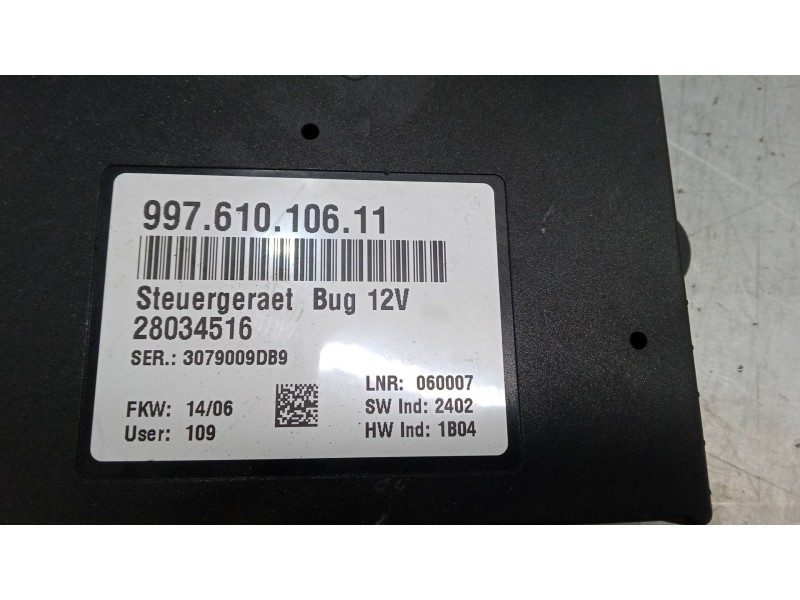 997.610.106.11
Steuergeraet Bug 12V
28034516
SER.: 3079009DB9
LNR: 060007
FKW: 14/06
SW Ind: 2402
User: 109
HW Ind: 1B04